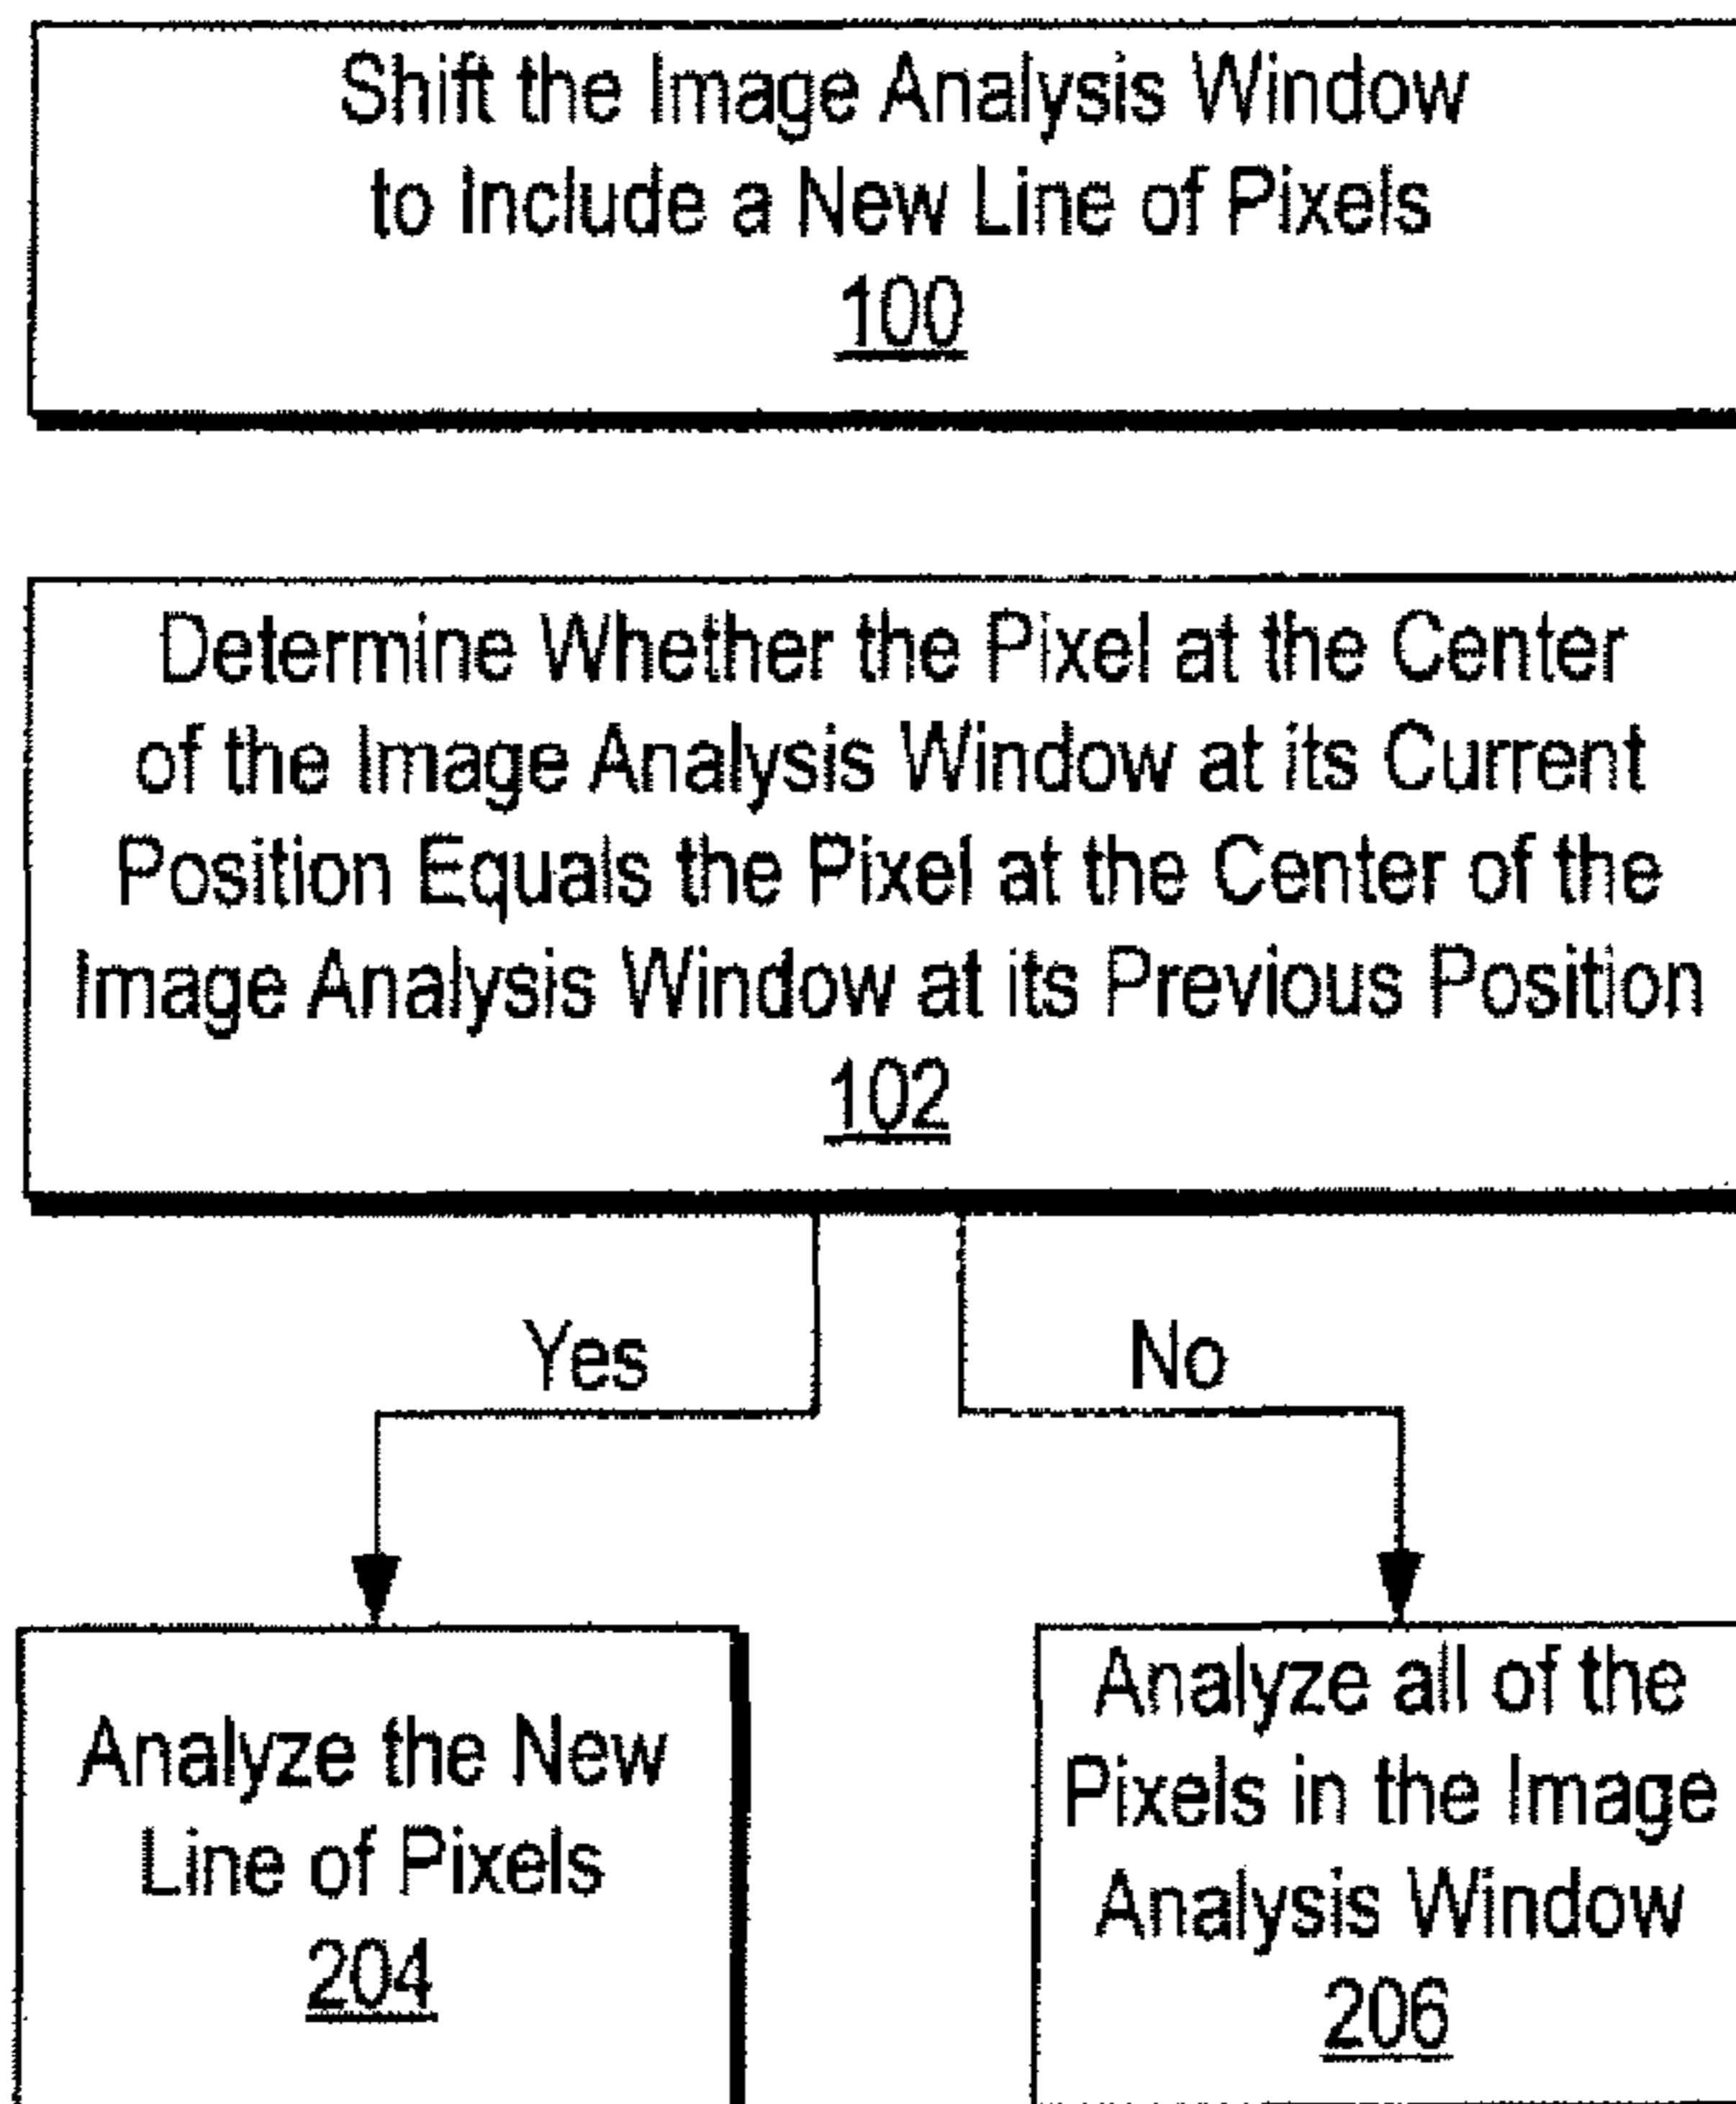 Shift the Image Analysis Window
to Include a New Line of Pixels
100
Determine Whether the Pixel at the Center
of the Image Analysis Window at its Current
Position Equals the Pixel at the Center of the
Image Analysis Window at its Previous Position
102
Yes
No
Analyze the New
Line of Pixels
204
Analyze all of the
Pixels in the Image
Analysis Window
206